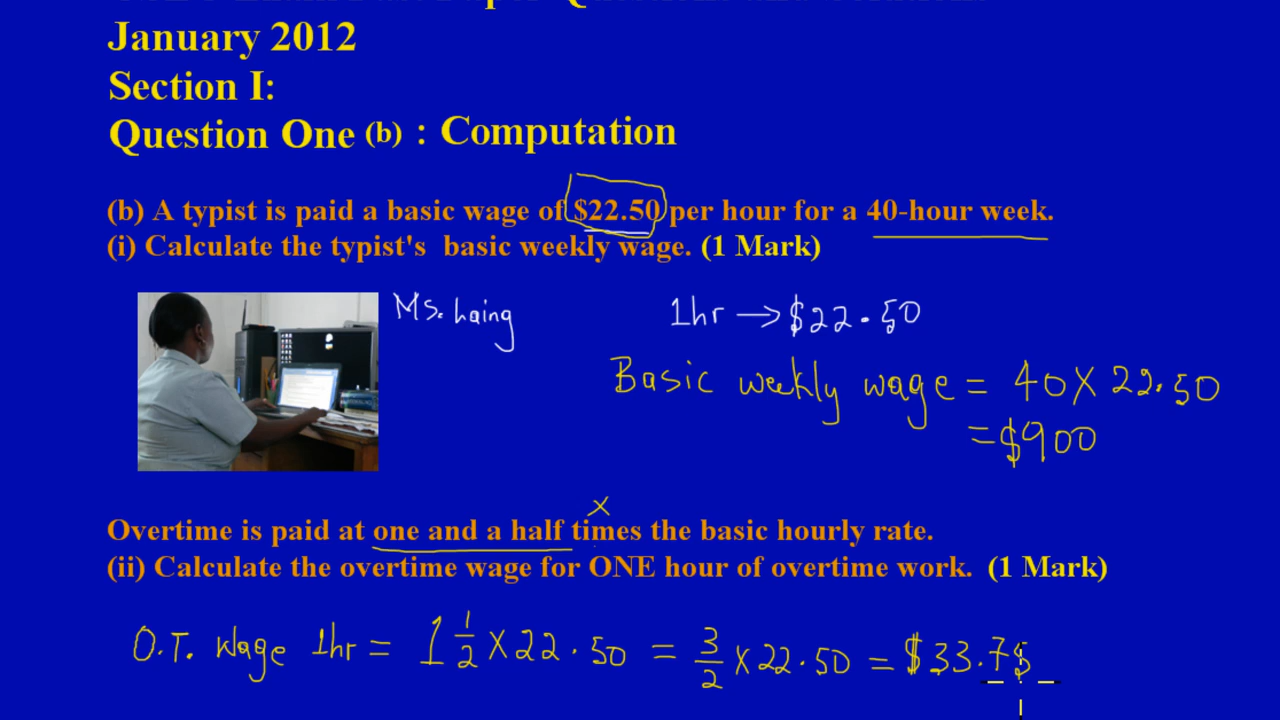 January 2012
Section I:
Question One (b) : Computation
(b) A typist is paid a basic wage of $22.50 per hour for a 40-hour week.
(i) Calculate the typist's basic weekly wage. (1 Mark)
Ms. haing
1hr → $22.50
Basic weekly wage = 40 X 22.50
= $900
x
Overtime is paid at one and a half times the basic hourly rate.
(ii) Calculate the overtime wage for ONE hour of overtime work. (1 Mark)
O.T. wage 1hr = 1 1/2 X 22.50 = 3/2 X 22.50 = $33.75